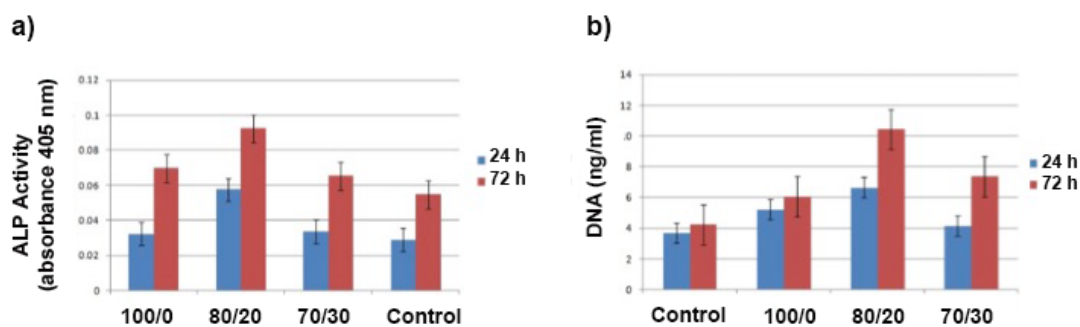 a)
ALP Activity
(absorbance 405 nm)
0.12
0.1
0.08
0.06
0.04
0.02
0
100/0 80/20 70/30 Control
24 h
72 h
b)
DNA (ng/ml)
14
12
10
8
6
4
2
0
Control 100/0 80/20 70/30
24 h
72 h